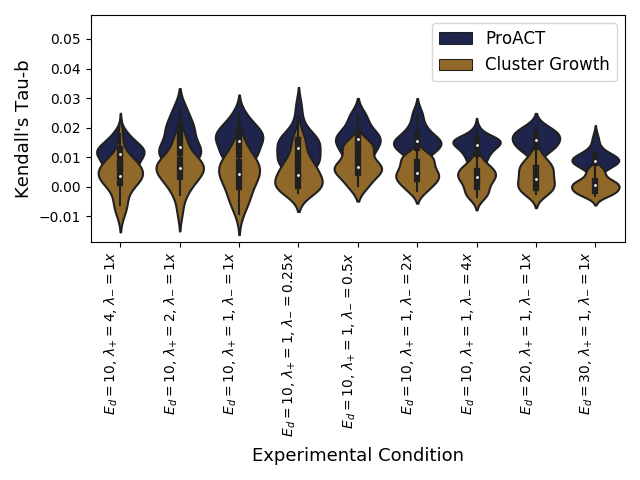 Kendall's Tau-b
0.05
0.04
0.03
0.02
0.01
0.00
−0.01
ProACT
Cluster Growth
E_d = 10, λ_+ = 4, λ_− = 1x
E_d = 10, λ_+ = 2, λ_− = 1x
E_d = 10, λ_+ = 1, λ_− = 1x
E_d = 10, λ_+ = 1, λ_− = 0.25x
E_d = 10, λ_+ = 1, λ_− = 0.5x
E_d = 10, λ_+ = 1, λ_− = 2x
E_d = 10, λ_+ = 1, λ_− = 4x
E_d = 20, λ_+ = 1, λ_− = 1x
E_d = 30, λ_+ = 1, λ_− = 1x
Experimental Condition